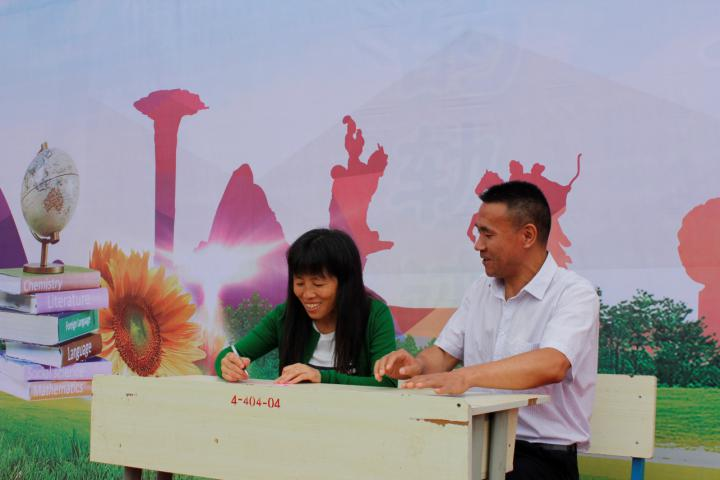 Chemistry
Literature
Foreign Language
Language
Mathematics
4-404-04